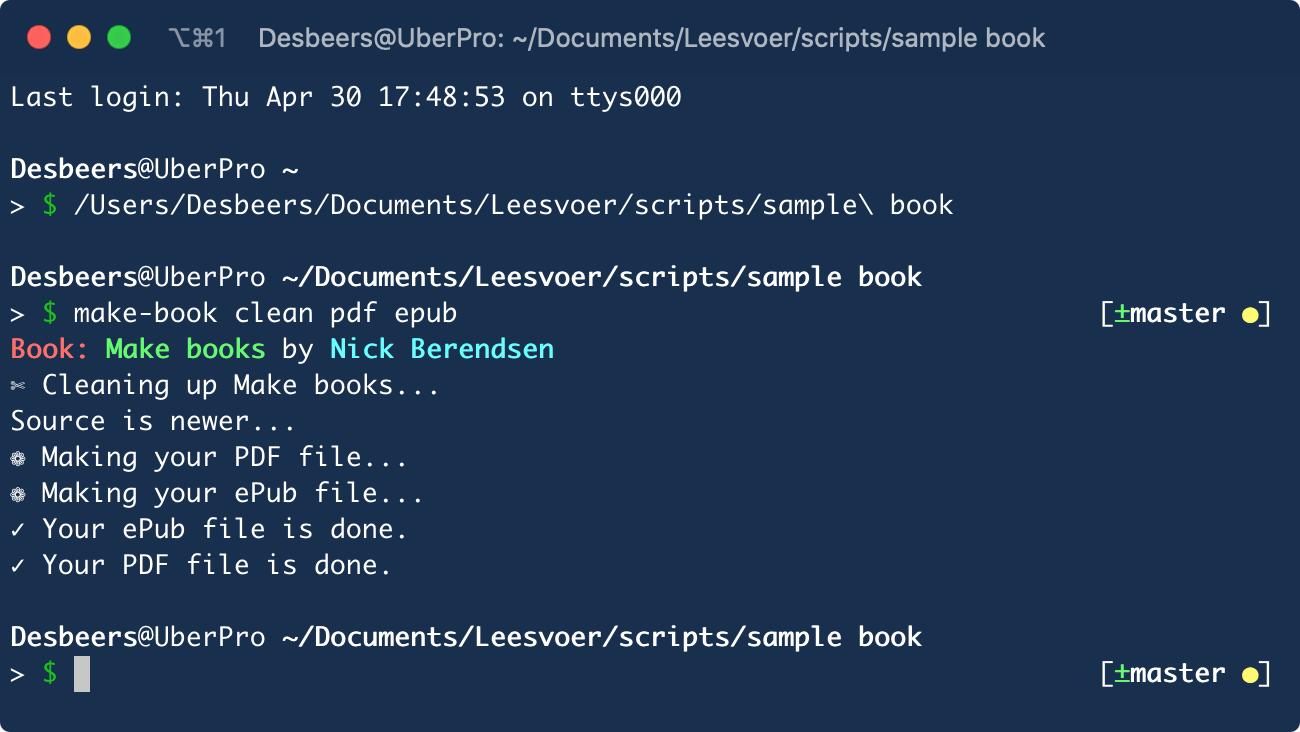 ⌥⌘1 Desbeers@UberPro: ~/Documents/Leesvoer/scripts/sample book
Last login: Thu Apr 30 17:48:53 on ttys000
Desbeers@UberPro ~
> $ /Users/Desbeers/Documents/Leesvoer/scripts/sample\ book
Desbeers@UberPro ~/Documents/Leesvoer/scripts/sample book
> $ make-book clean pdf epub [±master ●]
Book: Make books by Nick Berendsen
✄ Cleaning up Make books...
Source is newer...
❁ Making your PDF file...
❁ Making your ePub file...
✓ Your ePub file is done.
✓ Your PDF file is done.
Desbeers@UberPro ~/Documents/Leesvoer/scripts/sample book
> $ [±master ●]